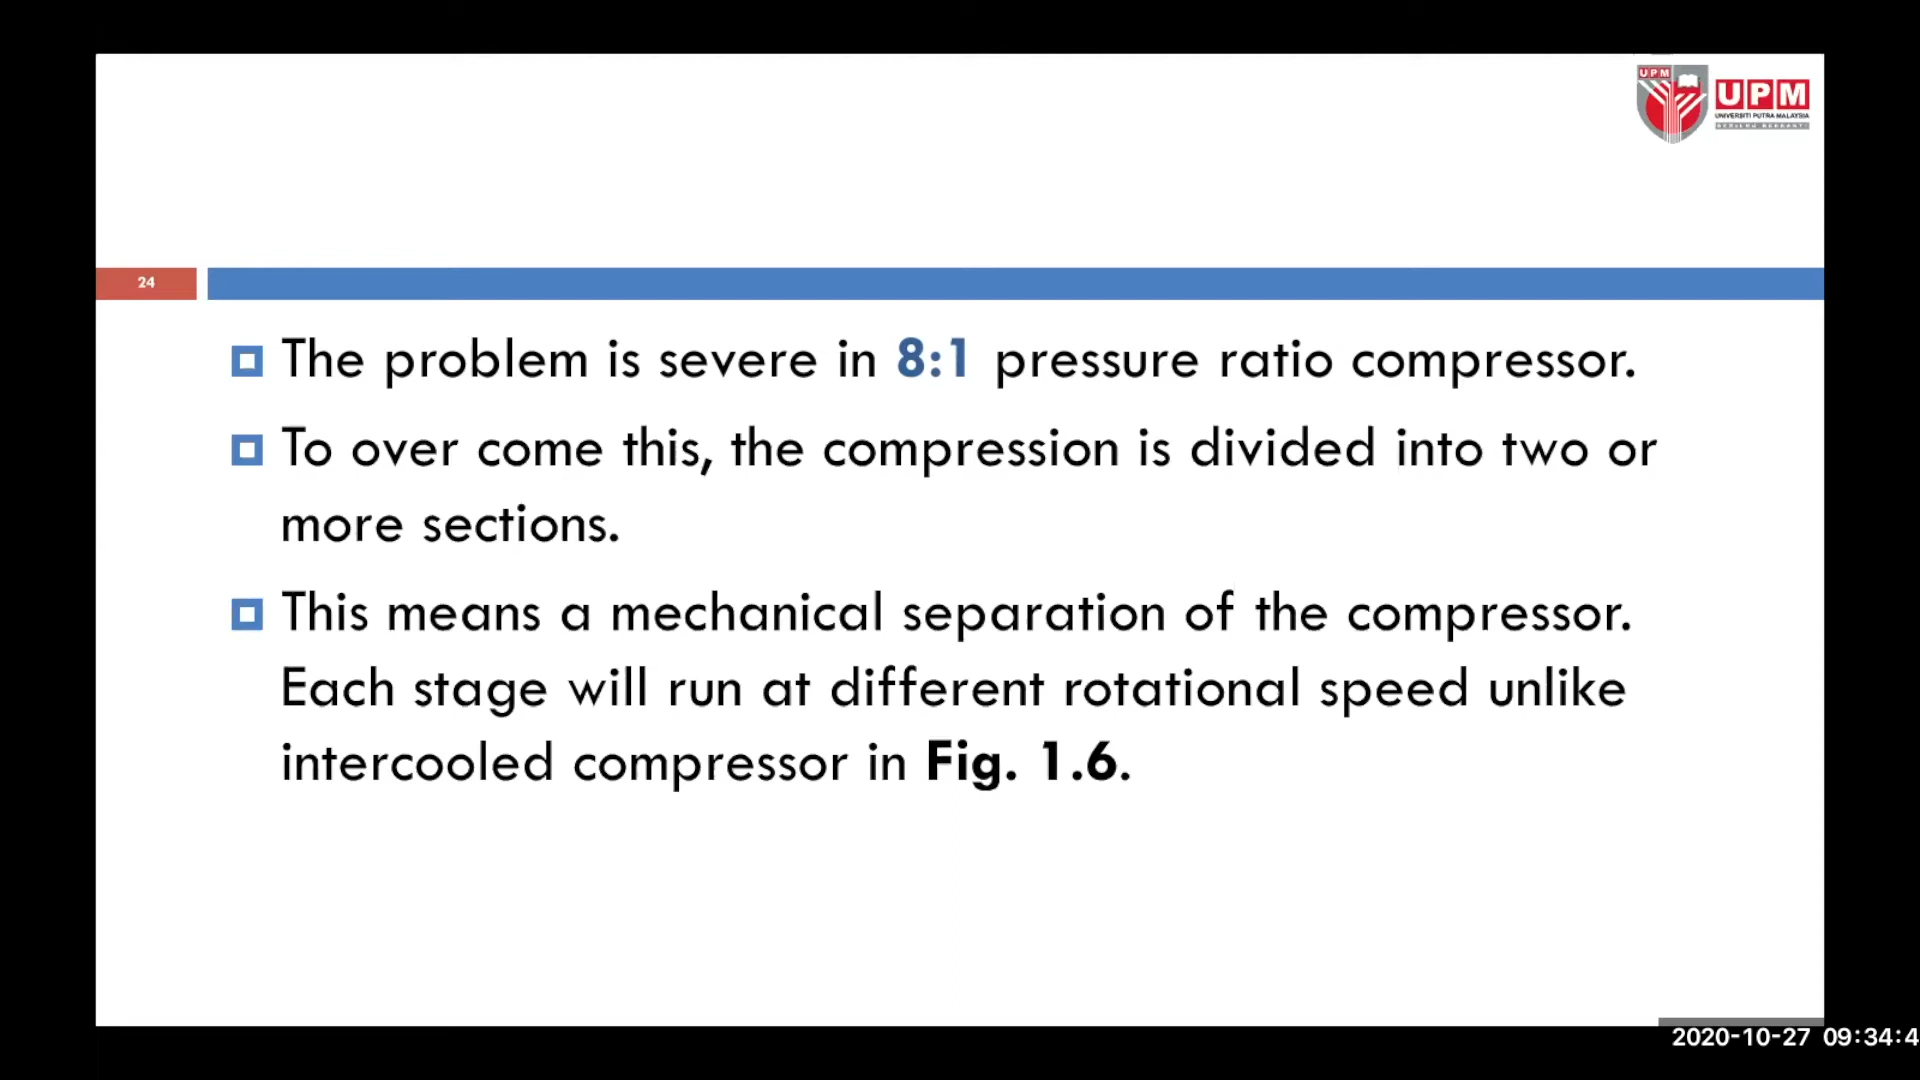 UPM
UPM
UNIVERSITI PUTRA MALAYSIA
24
The problem is severe in 8:1 pressure ratio compressor.
To over come this, the compression is divided into two or
more sections.
This means a mechanical separation of the compressor.
Each stage will run at different rotational speed unlike
intercooled compressor in Fig. 1.6.
2020-10-27 09:34:4